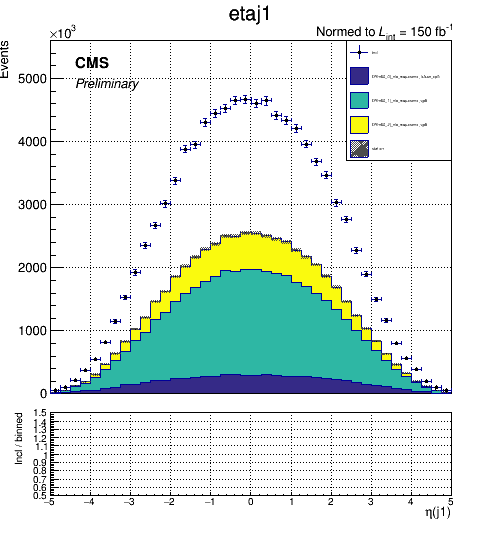 etaj1
Normed to L_int = 150 fb^-1
×10^3
Events
CMS
Preliminary
incl
5000
4000
3000
2000
1000
0
Incl / binned
1.5
1.4
1.3
1.2
1.1
1
0.9
0.8
0.7
0.6
0.5
−5 −4 −3 −2 −1 0 1 2 3 4 5
η(j1)